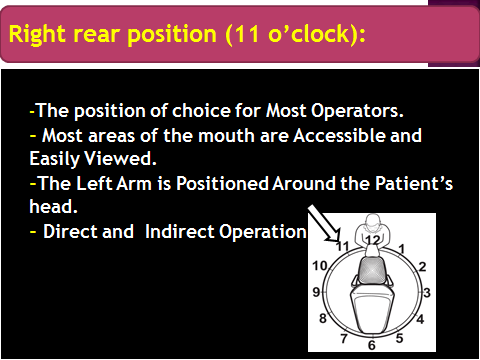 Right rear position (11 o’clock):
-The position of choice for Most Operators.
- Most areas of the mouth are Accessible and
Easily Viewed.
-The Left Arm is Positioned Around the Patient’s
head.
- Direct and Indirect Operation
11 12 1
10 2
9 3
8 4
7 6 5